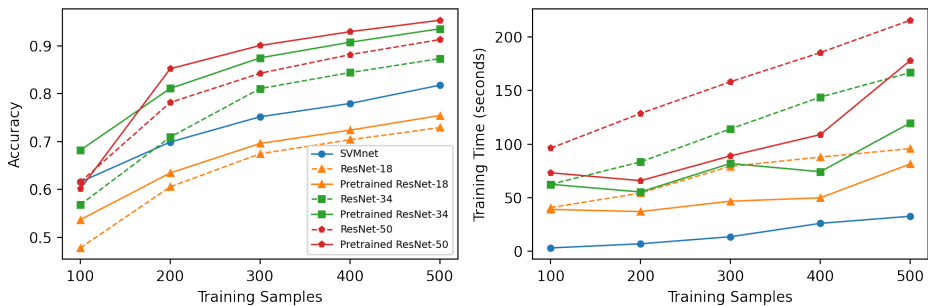 0.9
0.8
0.7
0.6
0.5
Accuracy
100 200 300 400 500
Training Samples
SVMnet
ResNet-18
Pretrained ResNet-18
ResNet-34
Pretrained ResNet-34
ResNet-50
Pretrained ResNet-50
200
150
100
50
0
Training Time (seconds)
100 200 300 400 500
Training Samples